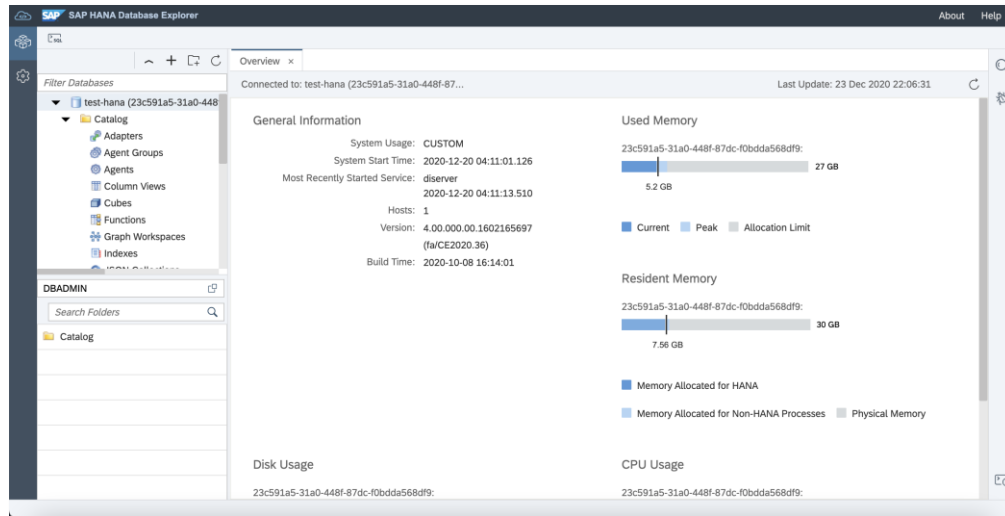 SAP SAP HANA Database Explorer
About Help
SQL
Overview ×
Filter Databases
Connected to: test-hana (23c591a5-31a0-448f-87...
Last Update: 23 Dec 2020 22:06:31
test-hana (23c591a5-31a0-448
Catalog
Adapters
Agent Groups
Agents
Column Views
Cubes
Functions
Graph Workspaces
Indexes
JSON Collections
DBADMIN
Search Folders
Catalog
General Information
System Usage: CUSTOM
System Start Time: 2020-12-20 04:11:01.126
Most Recently Started Service: diserver
2020-12-20 04:11:13.510
Hosts: 1
Version: 4.00.000.00.1602165697
(fa/CE2020.36)
Build Time: 2020-10-08 16:14:01
Used Memory
23c591a5-31a0-448f-87dc-f0bdda568df9:
27 GB
5.2 GB
Current Peak Allocation Limit
Resident Memory
23c591a5-31a0-448f-87dc-f0bdda568df9:
30 GB
7.56 GB
Memory Allocated for HANA
Memory Allocated for Non-HANA Processes Physical Memory
Disk Usage
23c591a5-31a0-448f-87dc-f0bdda568df9:
CPU Usage
23c591a5-31a0-448f-87dc-f0bdda568df9: